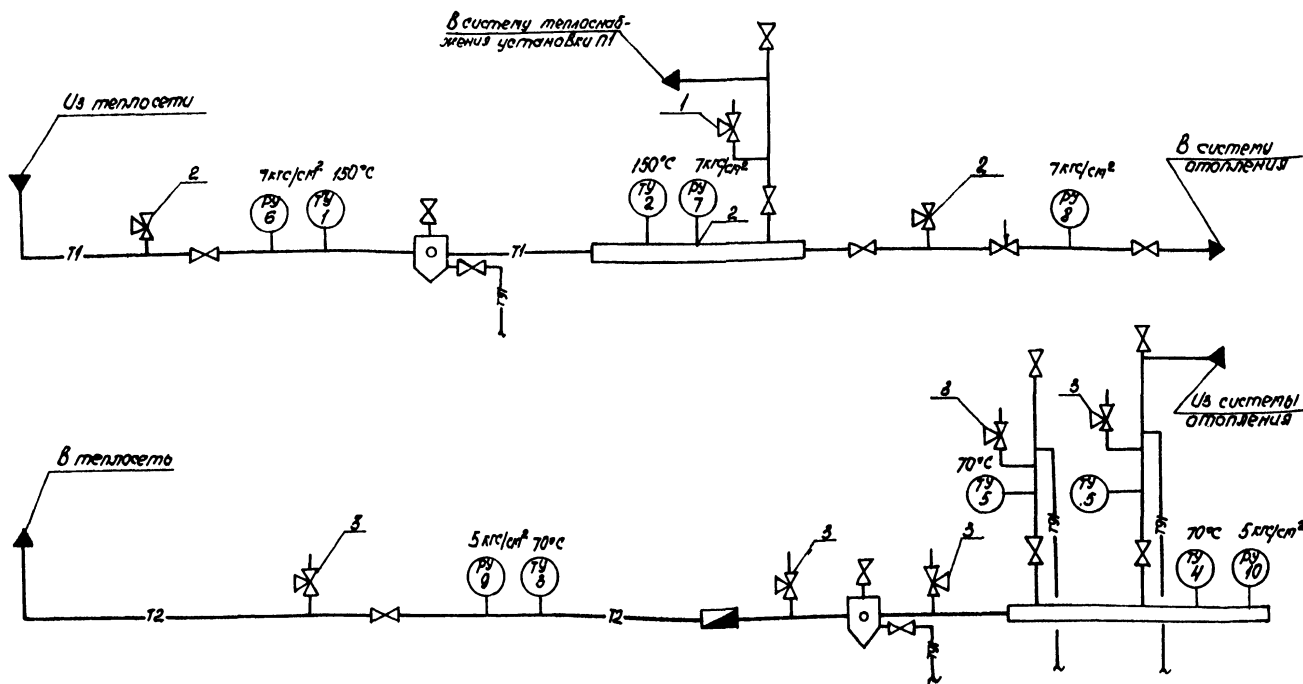 В систему теплоснаб-
жения установки П1
Из теплосети
1
В систему
отопления
2
7кгс/см² 150°С
РУ
6
ТУ
1
150°С 7кгс/см²
ТУ
2
РУ
7
2
2
7кгс/см²
РУ
8
Т1
Т1
3
3
Из системы
отопления
В теплосеть
70°С
ТУ
5
ТУ
5
3
5кгс/см² 70°С
РУ
9
ТУ
8
3
3
70°С 5кгс/см²
ТУ
4
РУ
10
Т2
Т2